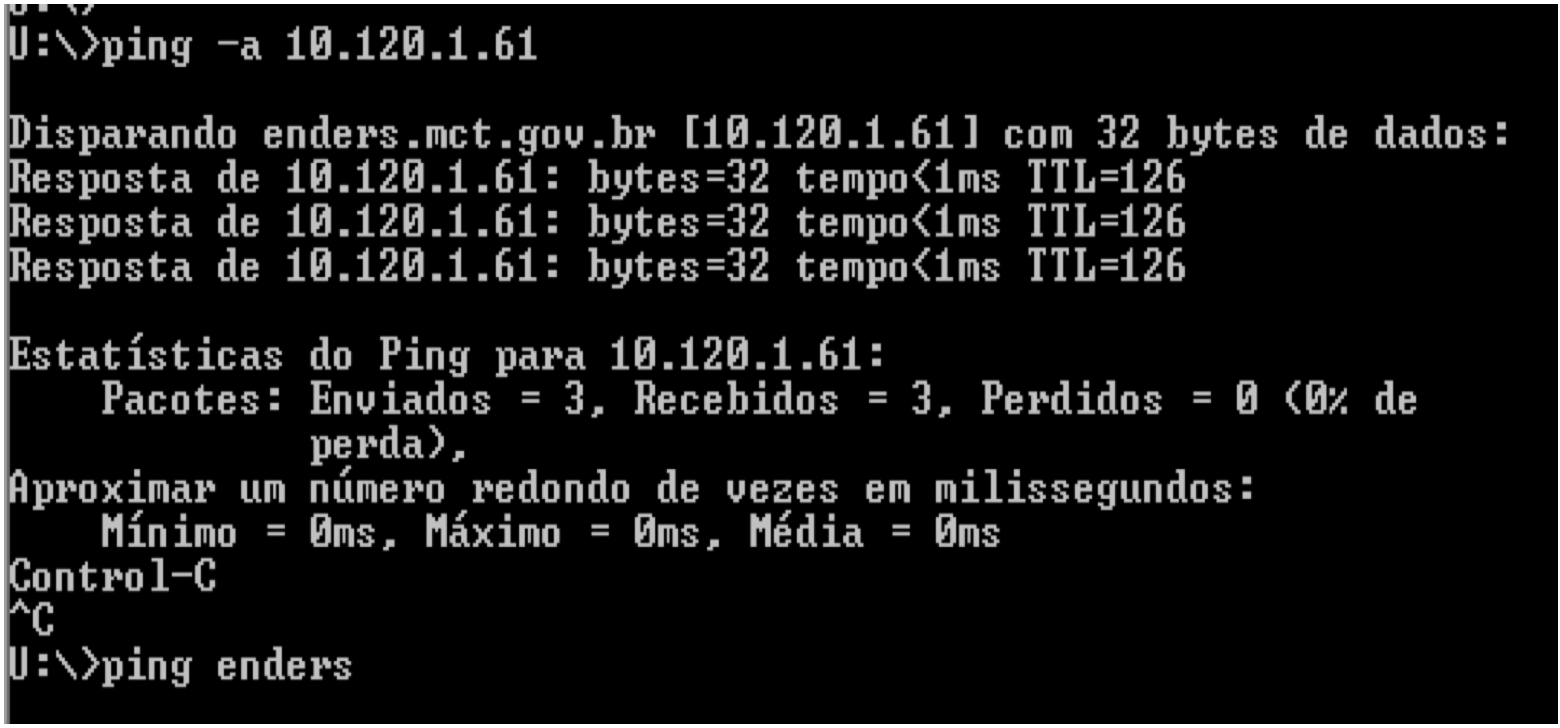 U:\>ping -a 10.120.1.61
Disparando enders.mct.gov.br [10.120.1.61] com 32 bytes de dados:
Resposta de 10.120.1.61: bytes=32 tempo<1ms TTL=126
Resposta de 10.120.1.61: bytes=32 tempo<1ms TTL=126
Resposta de 10.120.1.61: bytes=32 tempo<1ms TTL=126
Estatísticas do Ping para 10.120.1.61:
Pacotes: Enviados = 3, Recebidos = 3, Perdidos = 0 (0% de
perda),
Aproximar um número redondo de vezes em milissegundos:
Mínimo = 0ms, Máximo = 0ms, Média = 0ms
Control-C
^C
U:\>ping enders